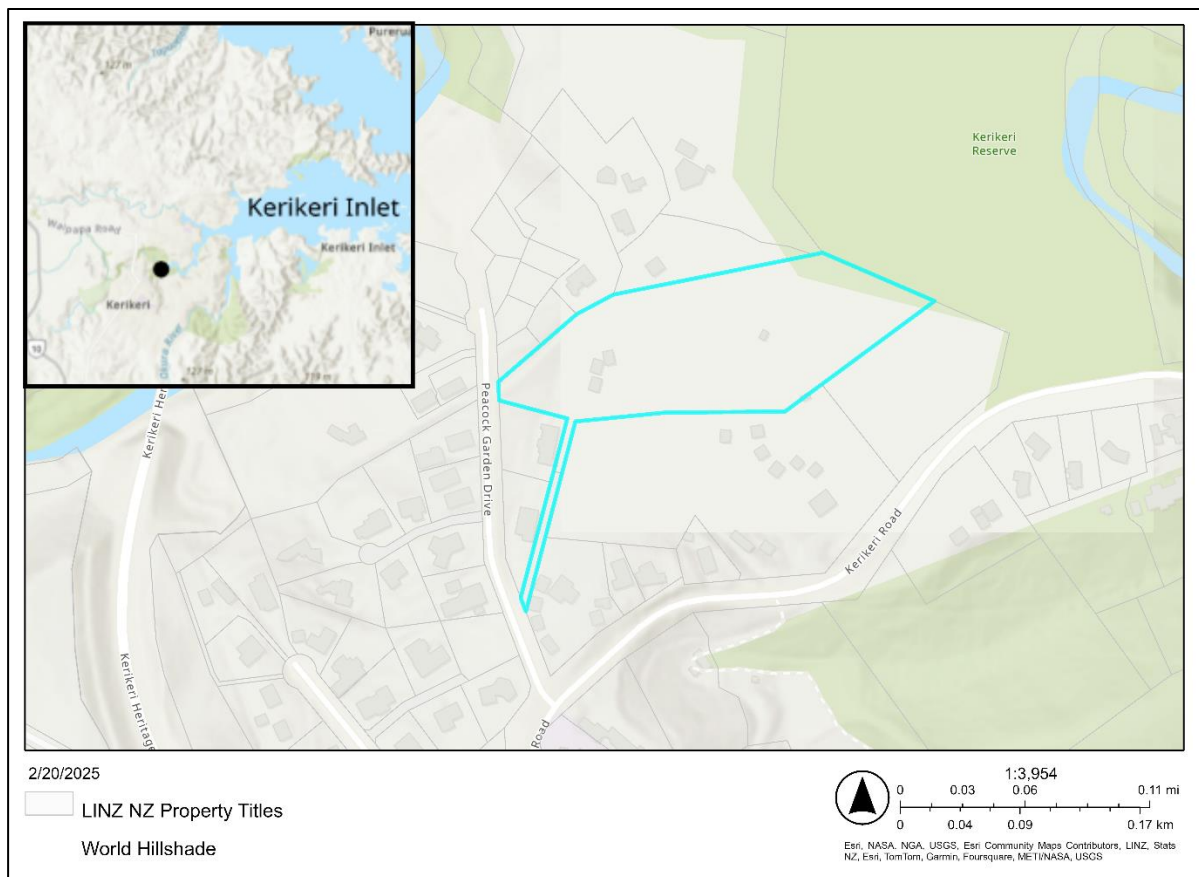 Purerua
127 m
Waipapa Road
Kerikeri Inlet
Kerikeri Inlet
Kerikeri
10
127 m
Kerikeri
Reserve
Kerikeri Her
Peacock Garden Drive
Kerikeri Road
Kerikeri Heritage
Road
2/20/2025
LINZ NZ Property Titles
World Hillshade
1:3,954
0 0.03 0.06 0.11 mi
0 0.04 0.09 0.17 km
Esri, NASA, NGA, USGS, Esri Community Maps Contributors, LINZ, Stats
NZ, Esri, TomTom, Garmin, Foursquare, METI/NASA, USGS